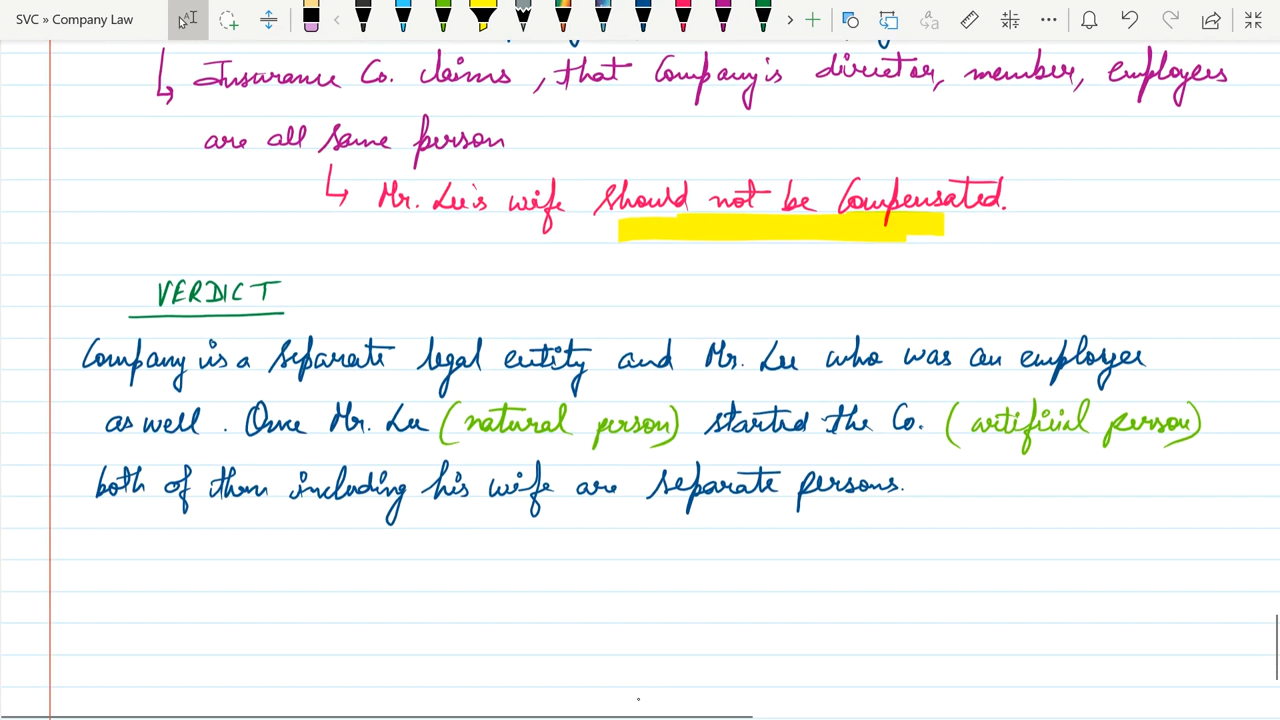 SVC » Company Law
Insurance Co. claims, that Company's director, member, employees
are all same person
Mr. Lee's wife should not be Compensated.
VERDICT
Company is a separate legal entity and Mr. Lee who was an employee
as well. Once Mr. Lee (natural person) started the Co. (artificial person)
both of them including his wife are separate persons.